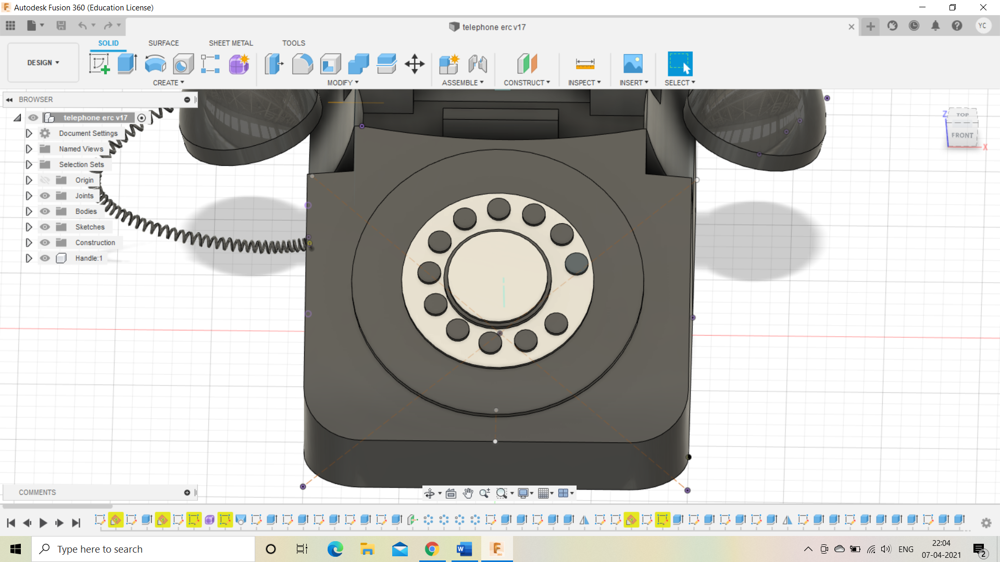 Autodesk Fusion 360 (Education License)
telephone erc v17
YC
SOLID
SURFACE
SHEET METAL
TOOLS
DESIGN
CREATE
MODIFY
ASSEMBLE
CONSTRUCT
INSPECT
INSERT
SELECT
BROWSER
telephone erc v17
Document Settings
Named Views
Selection Sets
Origin
Joints
Bodies
Sketches
Construction
Handle:1
Z
TOP
FRONT
X
COMMENTS
Type here to search
ENG
22:04
07-04-2021
2